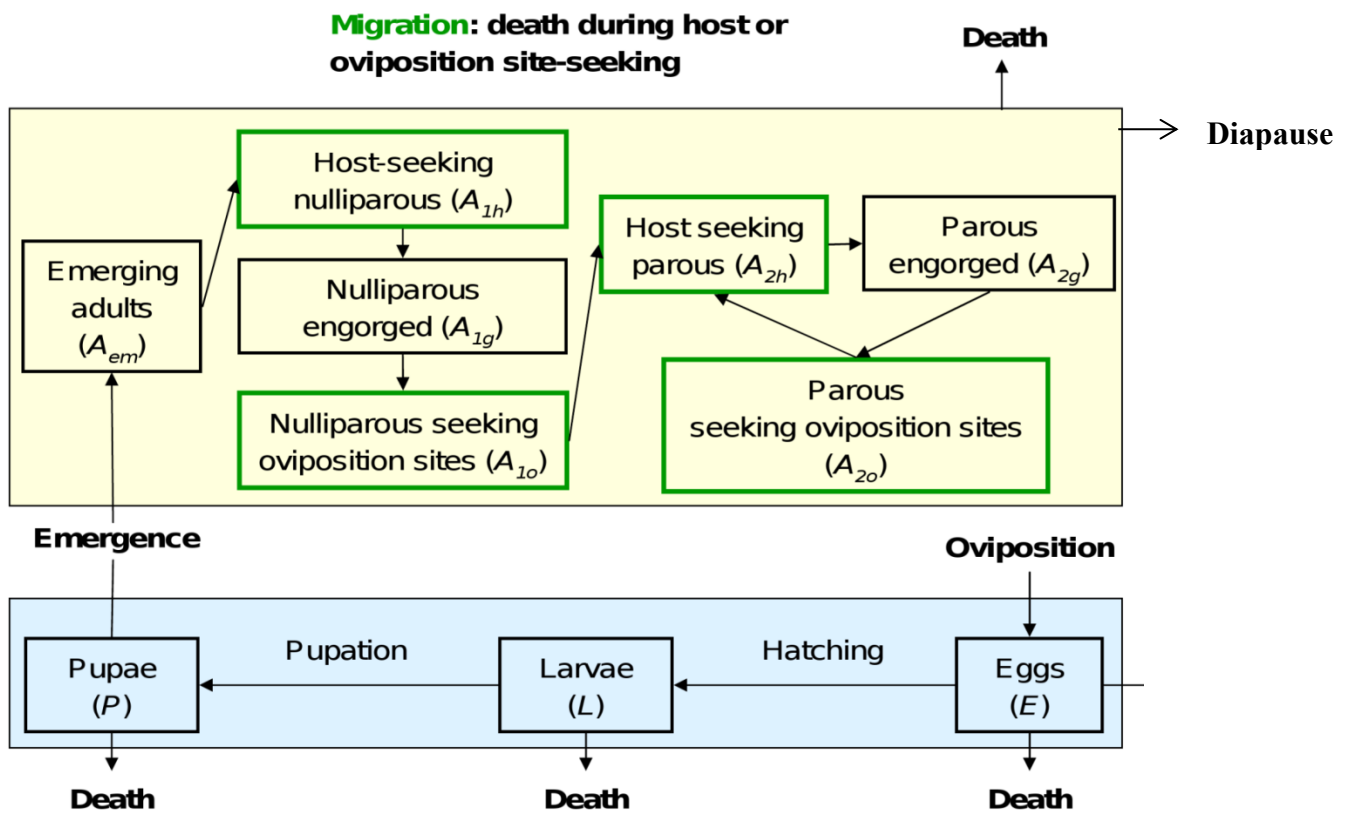 Migration: death during host or
oviposition site-seeking
Death
Diapause
Host-seeking
nulliparous (A1h)
Host seeking
parous (A2h)
Parous
engorged (A2g)
Emerging
adults
(Aem)
Nulliparous
engorged (A1g)
Nulliparous seeking
oviposition sites (A1o)
Parous
seeking oviposition sites
(A2o)
Emergence
Oviposition
Pupae
(P)
Pupation
Larvae
(L)
Hatching
Eggs
(E)
Death
Death
Death